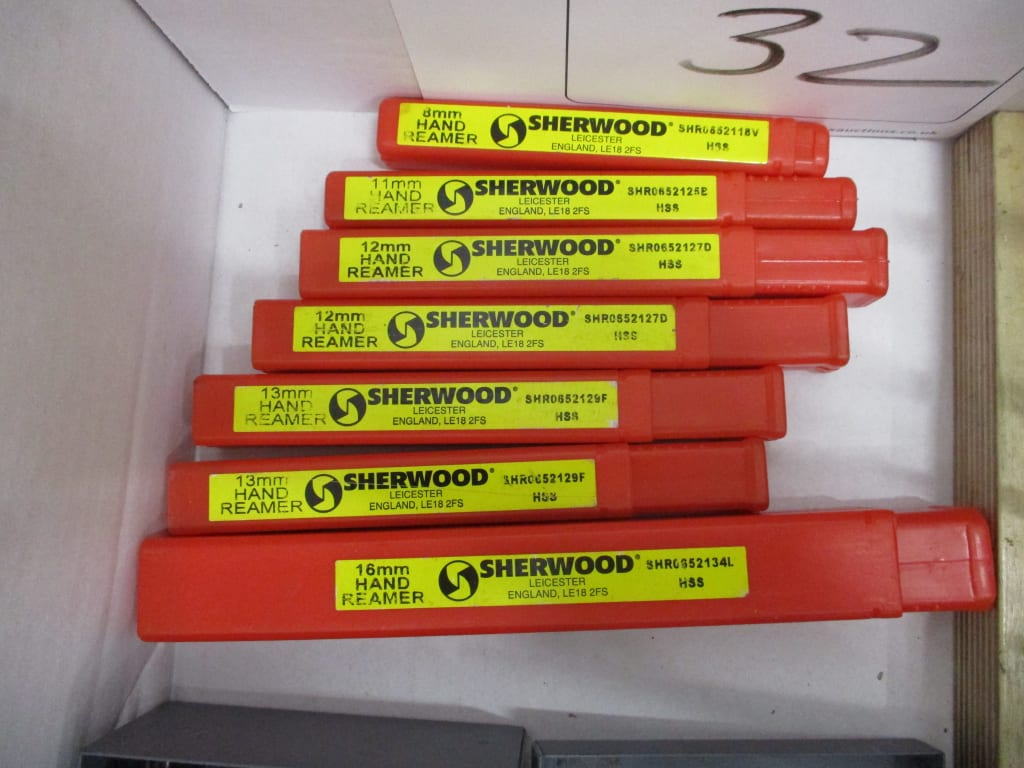 32
auctions.co.uk
8mm
HAND
REAMER
SHERWOOD®
LEICESTER
ENGLAND, LE18 2FS
SHR0652118V
HSS
11mm
HAND
REAMER
SHERWOOD®
LEICESTER
ENGLAND, LE18 2FS
SHR0652125E
HSS
12mm
HAND
REAMER
SHERWOOD®
LEICESTER
ENGLAND, LE18 2FS
SHR0652127D
HSS
12mm
HAND
REAMER
SHERWOOD®
LEICESTER
ENGLAND, LE18 2FS
SHR0652127D
HSS
13mm
HAND
REAMER
SHERWOOD®
LEICESTER
ENGLAND, LE18 2FS
SHR0652129F
HSS
13mm
HAND
REAMER
SHERWOOD®
LEICESTER
ENGLAND, LE18 2FS
SHR0652129F
HSS
16mm
HAND
REAMER
SHERWOOD®
LEICESTER
ENGLAND, LE18 2FS
SHR0652134L
HSS